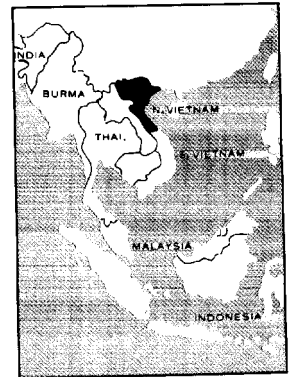 INDIA
BURMA
N. VIETNAM
THAI.
S. VIETNAM
MALAYSIA
INDONESIA